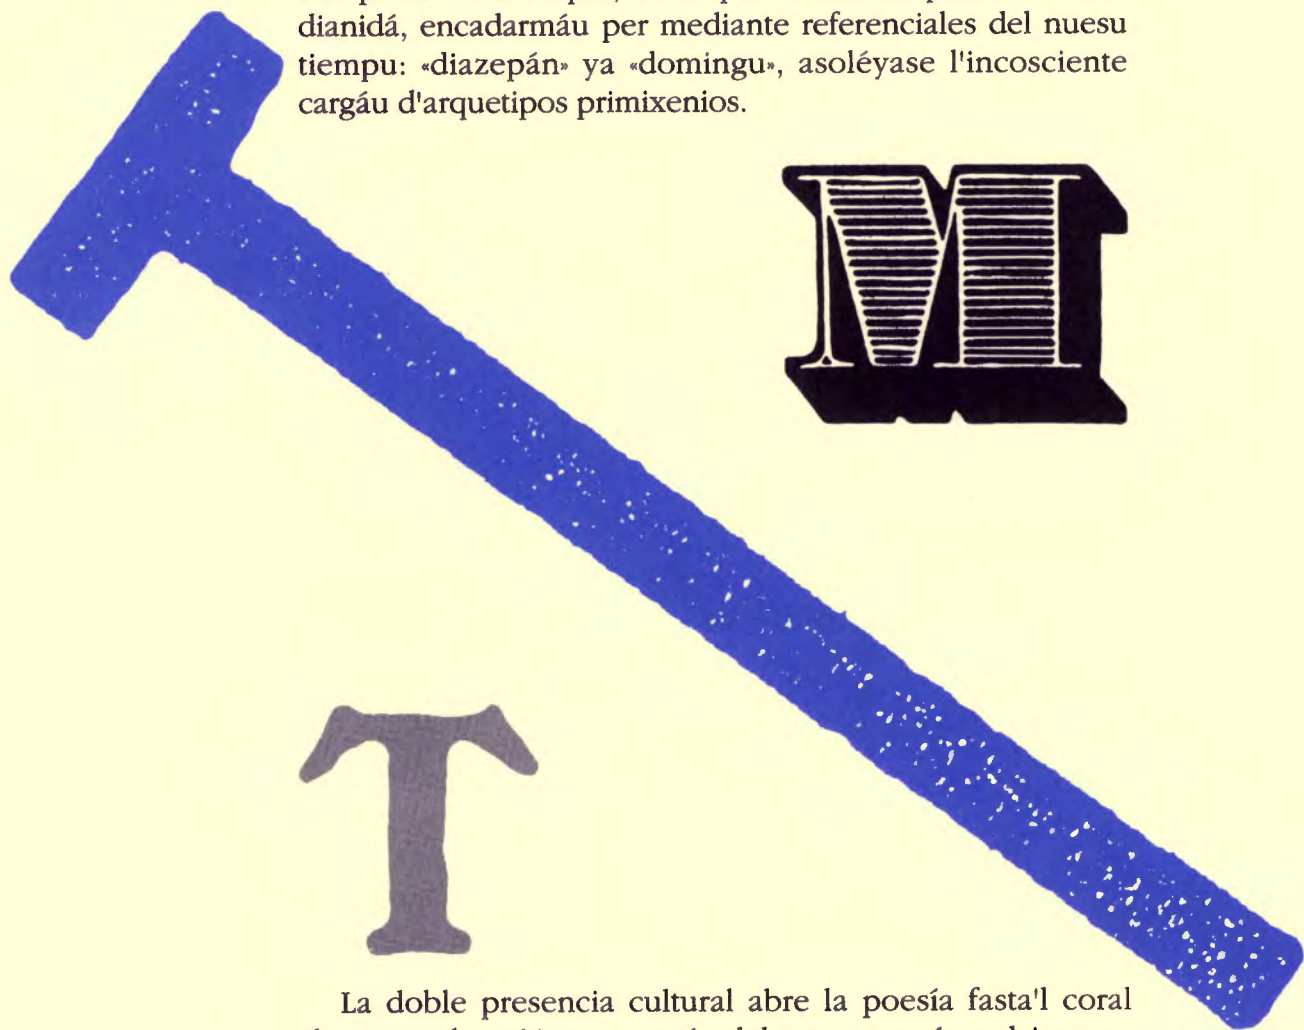 dianidá, encadarmáu per mediante referenciales del nuesu
tiempu: «diazepán» ya «domingu», asoléyase l'incosciente
cargáu d'arquetipos primixenios.
M
T
T
La doble presencia cultural abre la poesía fasta'l coral